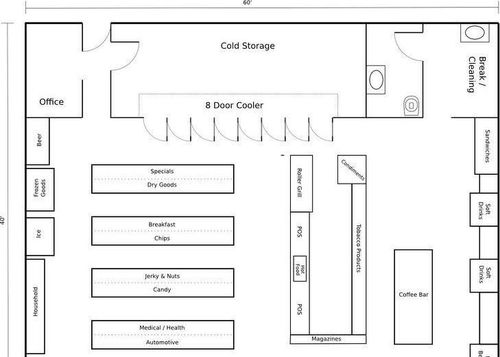 60'
Cold Storage
Break /
Cleaning
Office
8 Door Cooler
Beer
Sandwiches
Specials
Dry Goods
Roller Grill
Condiments
Frozen
Goods
Soft
Drinks
Breakfast
Chips
40'
Ice
POS
Tobacco Products
Hot
Food
Soft
Drinks
Jerky & Nuts
Candy
Coffee Bar
Household
POS
Medical / Health
Automotive
Magazines